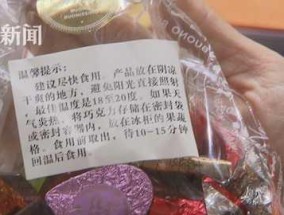 新闻
温馨提示:
建议尽快食用。产品放在阴凉
干爽的地方,避免阳光直接照射
,最佳温度是18至20度。如果天
气炎热,将巧克力存储在密封袋
或密封容器内,放在冰柜的果蔬
格。食用前取出,待10-15分钟
回温后食用。